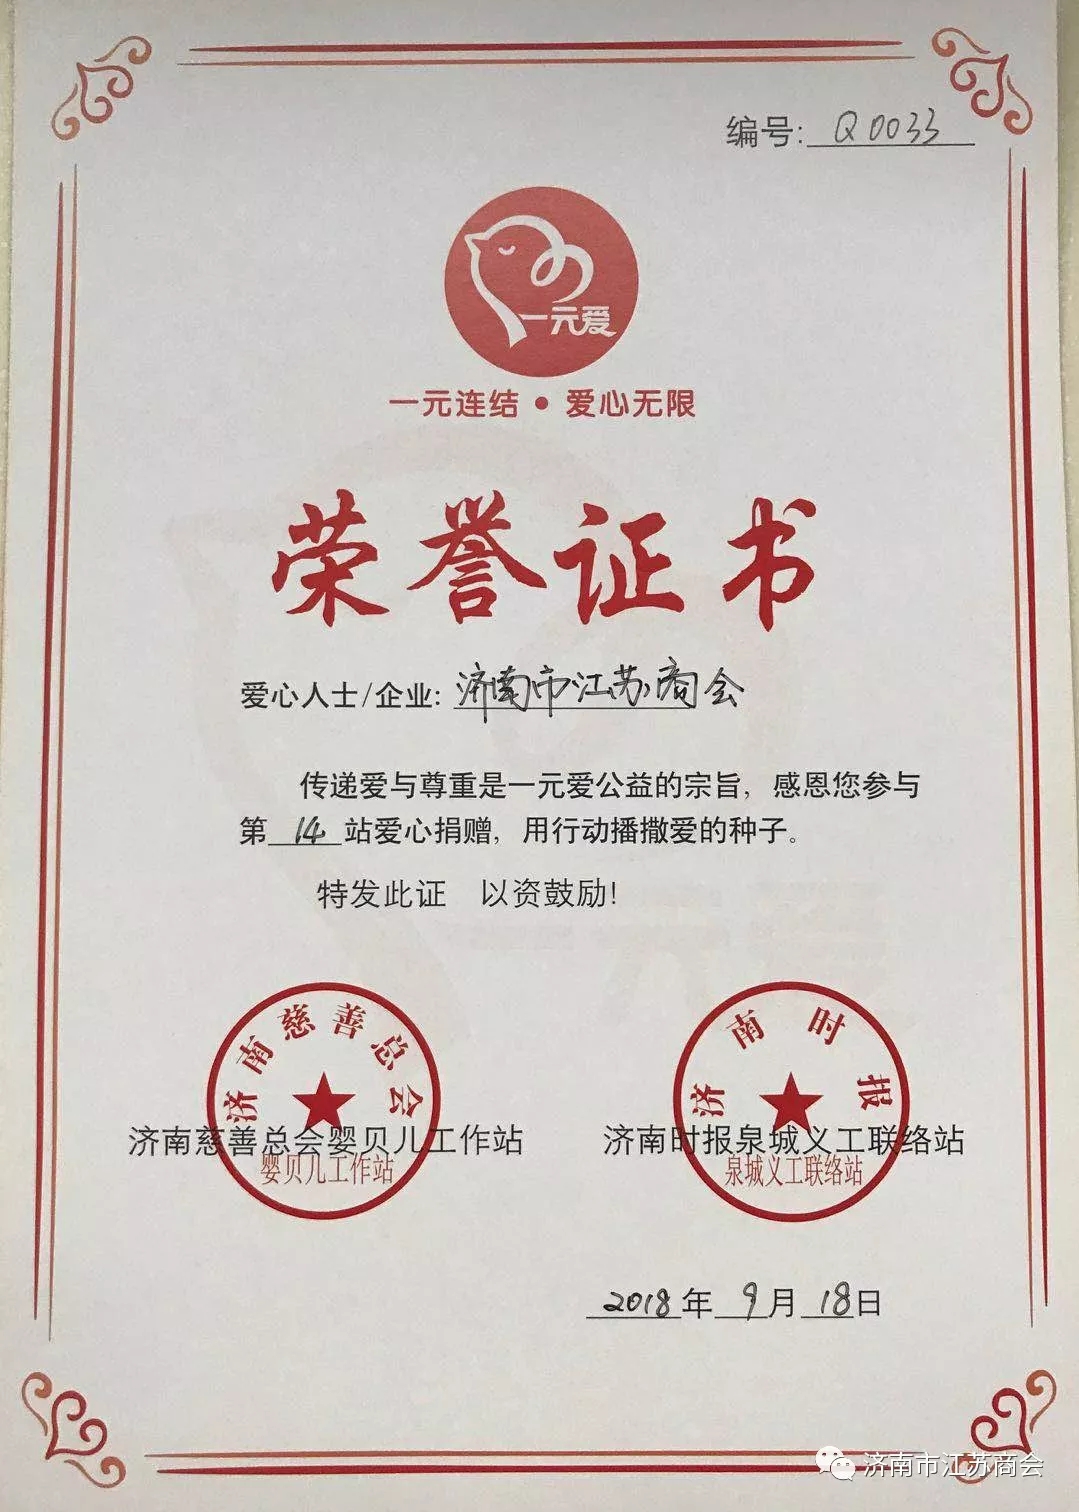 编号: Q0033
一元爱
一元连结 • 爱心无限
荣誉证书
爱心人士/企业: 济南市江苏商会
传递爱与尊重是一元爱公益的宗旨，感恩您参与
第 14 站爱心捐赠，用行动播撒爱的种子。
特发此证 以资鼓励!
济南慈善总会
济南慈善总会婴贝儿工作站
婴贝儿工作站
济南时报
济南时报泉城义工联络站
泉城义工联络站
2018年 9月 18日
济南市江苏商会